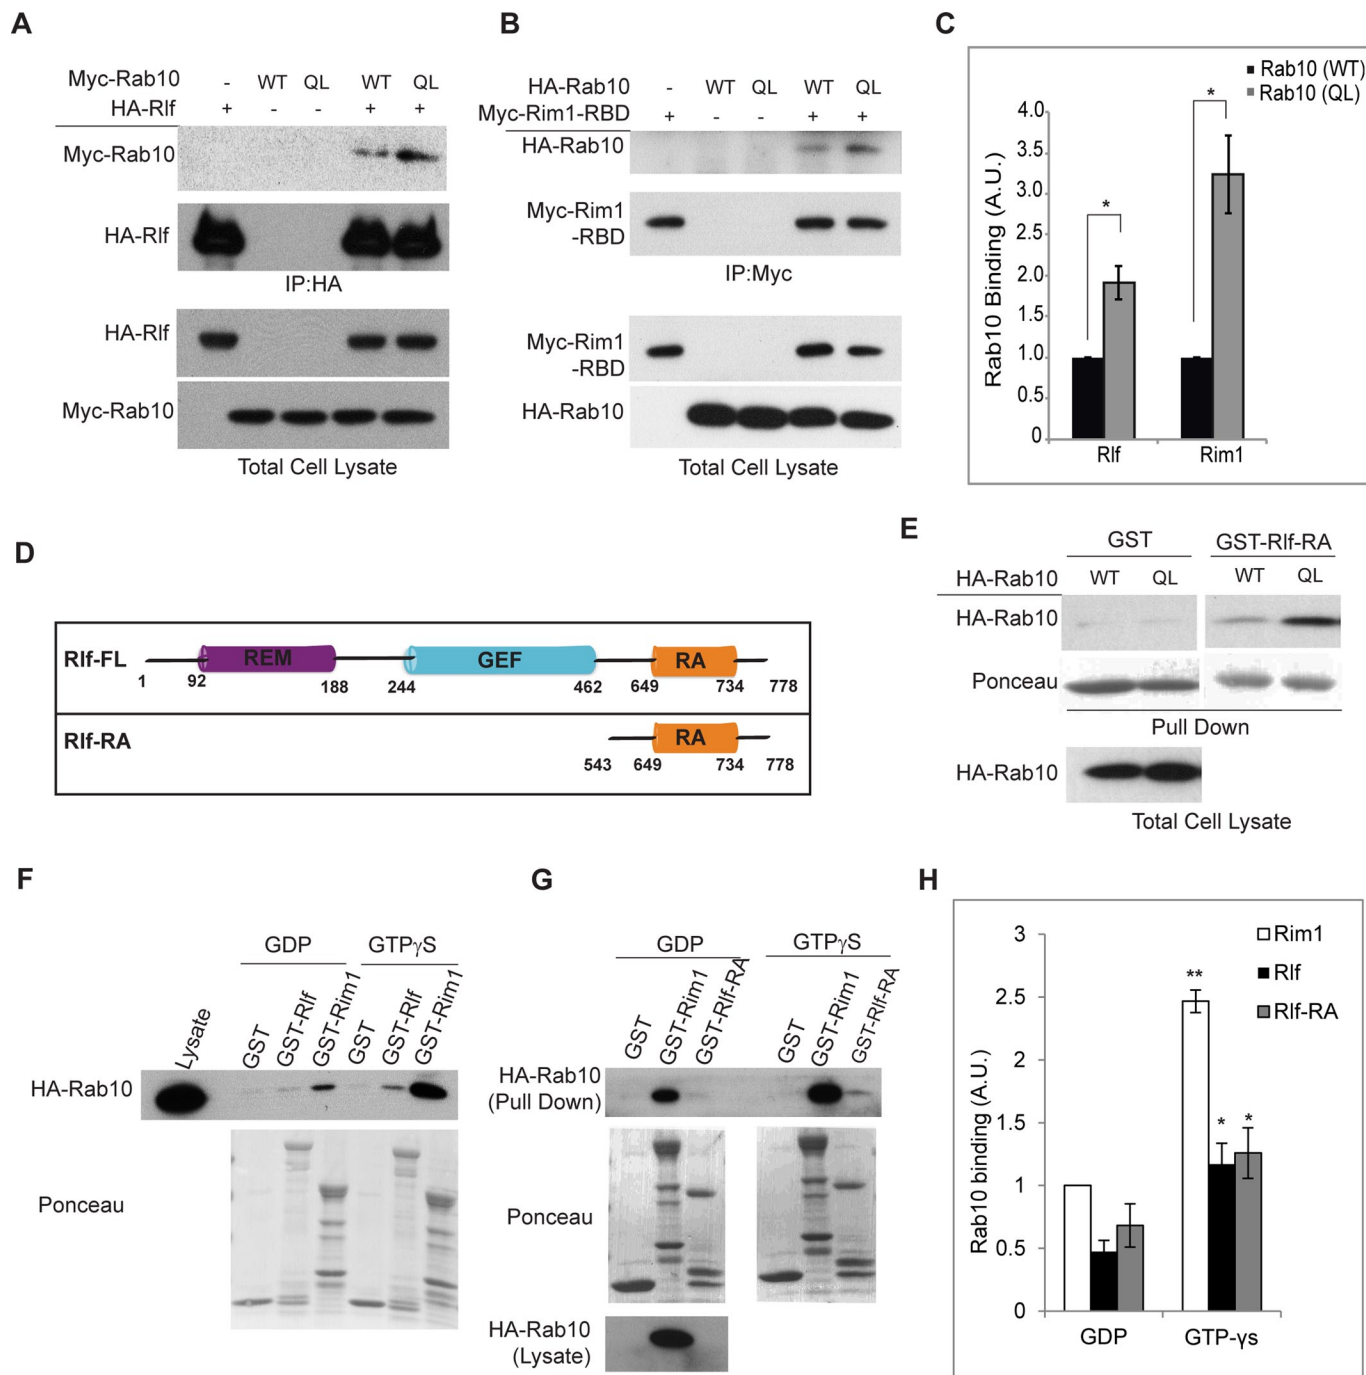 A
Myc-Rab10 - WT QL WT QL
HA-Rlf + - - + +
Myc-Rab10
HA-Rlf
IP:HA
HA-Rlf
Myc-Rab10
Total Cell Lysate
B
HA-Rab10 - WT QL WT QL
Myc-Rim1-RBD + - - + +
HA-Rab10
Myc-Rim1
-RBD
IP:Myc
Myc-Rim1
-RBD
HA-Rab10
Total Cell Lysate
C
Rab10 (WT)
Rab10 (QL)
Rab10 Binding (A.U.)
4.0
3.5
3.0
2.5
2.0
1.5
1.0
0.5
0
*
*
Rlf Rim1
D
Rlf-FL REM GEF RA
1 92 188 244 462 649 734 778
Rlf-RA RA
543 649 734 778
E
GST GST-Rlf-RA
HA-Rab10 WT QL WT QL
HA-Rab10
Ponceau
Pull Down
HA-Rab10
Total Cell Lysate
F
GDP GTPγS
Lysate GST GST-Rlf GST-Rim1 GST GST-Rlf GST-Rim1
HA-Rab10
Ponceau
G
GDP GTPγS
GST GST-Rim1 GST-Rlf-RA GST GST-Rim1 GST-Rlf-RA
HA-Rab10
(Pull Down)
Ponceau
HA-Rab10
(Lysate)
H
Rim1
Rlf
Rlf-RA
Rab10 binding (A.U.)
3
2.5
2
1.5
1
0.5
0
**
* *
GDP GTP-γs